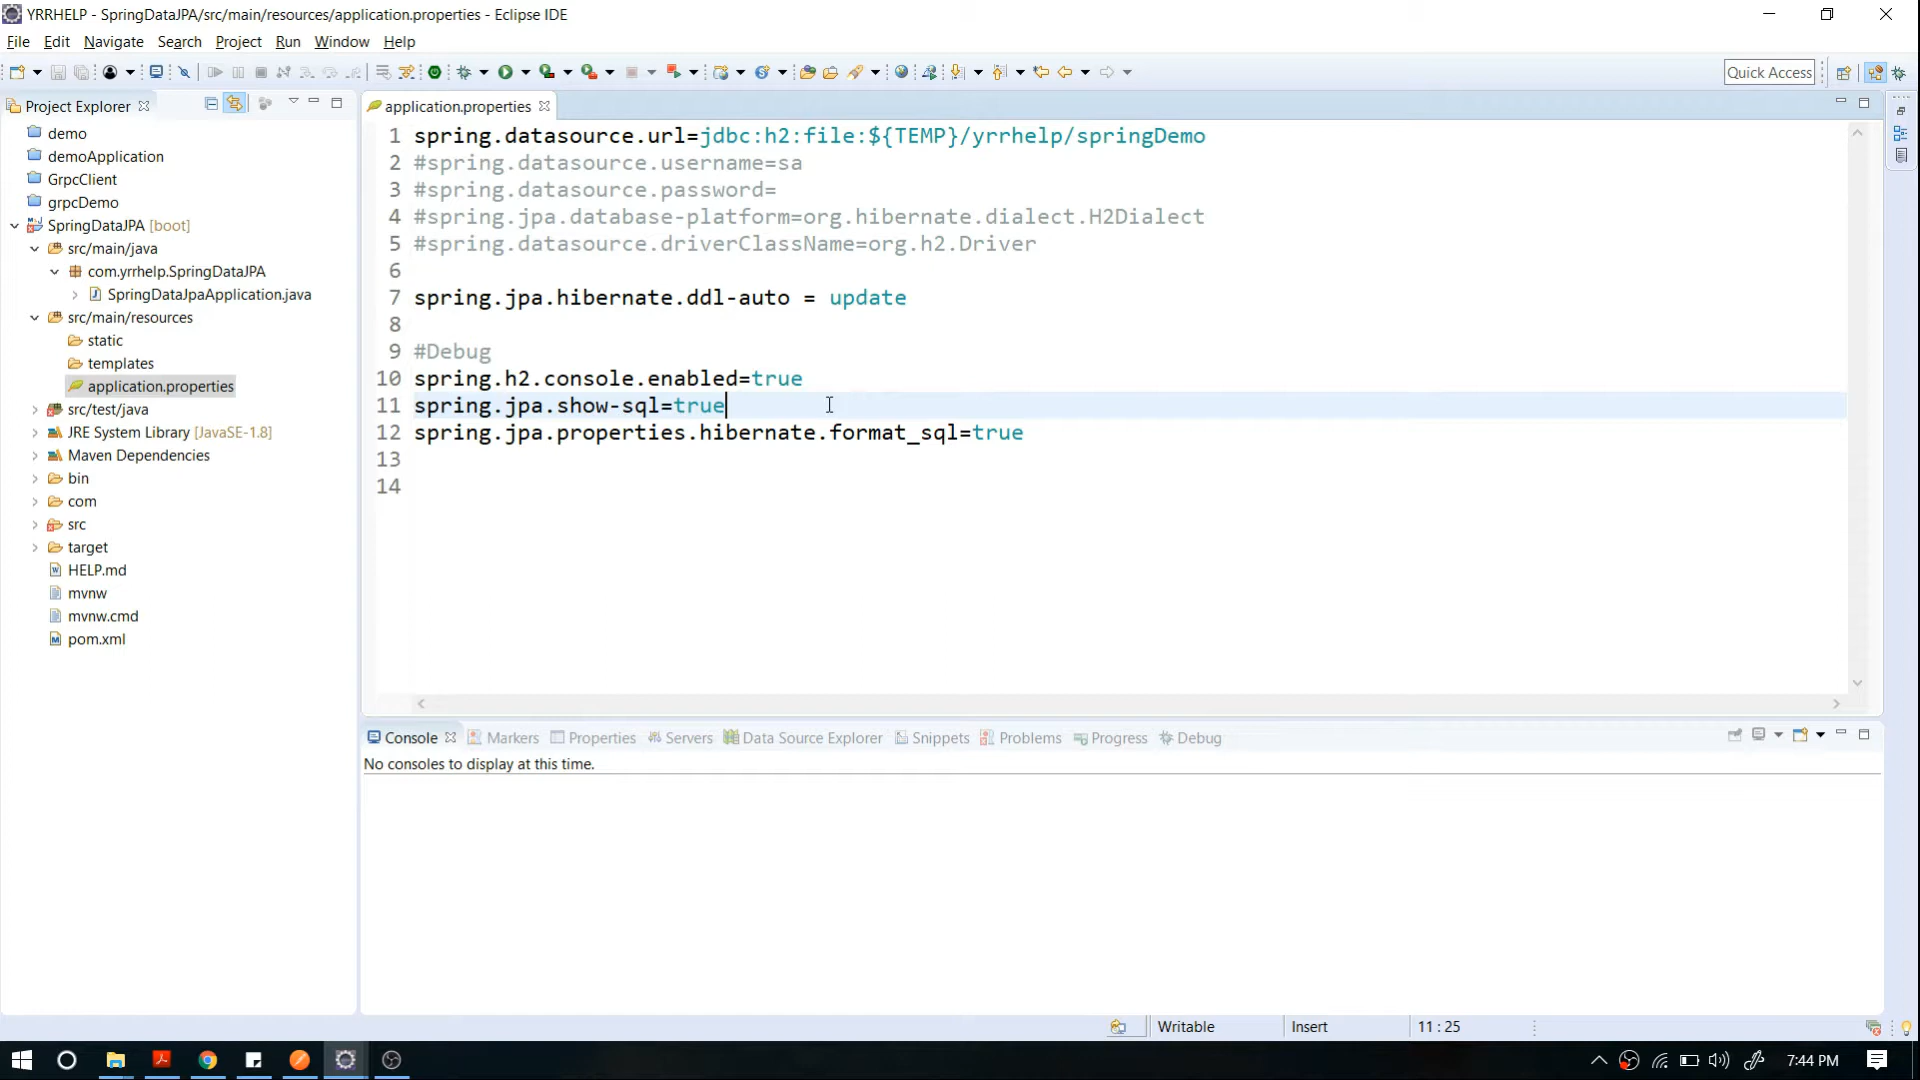 YRRHELP - SpringDataJPA/src/main/resources/application.properties - Eclipse IDE
File Edit Navigate Search Project Run Window Help
Quick Access
Project Explorer
demo
demoApplication
GrpcClient
grpcDemo
SpringDataJPA [boot]
src/main/java
com.yrrhelp.SpringDataJPA
SpringDataJpaApplication.java
src/main/resources
static
templates
application.properties
src/test/java
JRE System Library [JavaSE-1.8]
Maven Dependencies
bin
com
src
target
HELP.md
mvnw
mvnw.cmd
pom.xml
application.properties
1 spring.datasource.url=jdbc:h2:file:${TEMP}/yrrhelp/springDemo
2 #spring.datasource.username=sa
3 #spring.datasource.password=
4 #spring.jpa.database-platform=org.hibernate.dialect.H2Dialect
5 #spring.datasource.driverClassName=org.h2.Driver
6
7 spring.jpa.hibernate.ddl-auto = update
8
9 #Debug
10 spring.h2.console.enabled=true
11 spring.jpa.show-sql=true
12 spring.jpa.properties.hibernate.format_sql=true
13
14
Console Markers Properties Servers Data Source Explorer Snippets Problems Progress Debug
No consoles to display at this time.
Writable Insert 11 : 25
7:44 PM